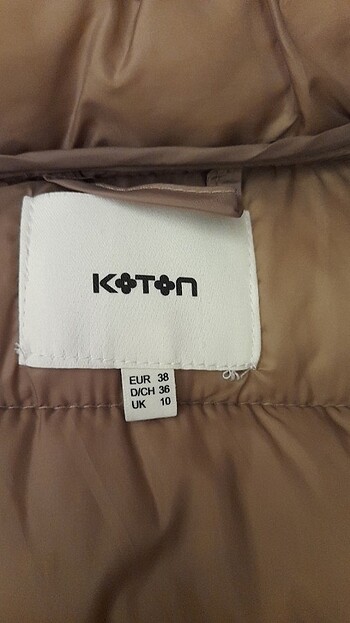 KOTON
EUR 38
D/CH 36
UK 10